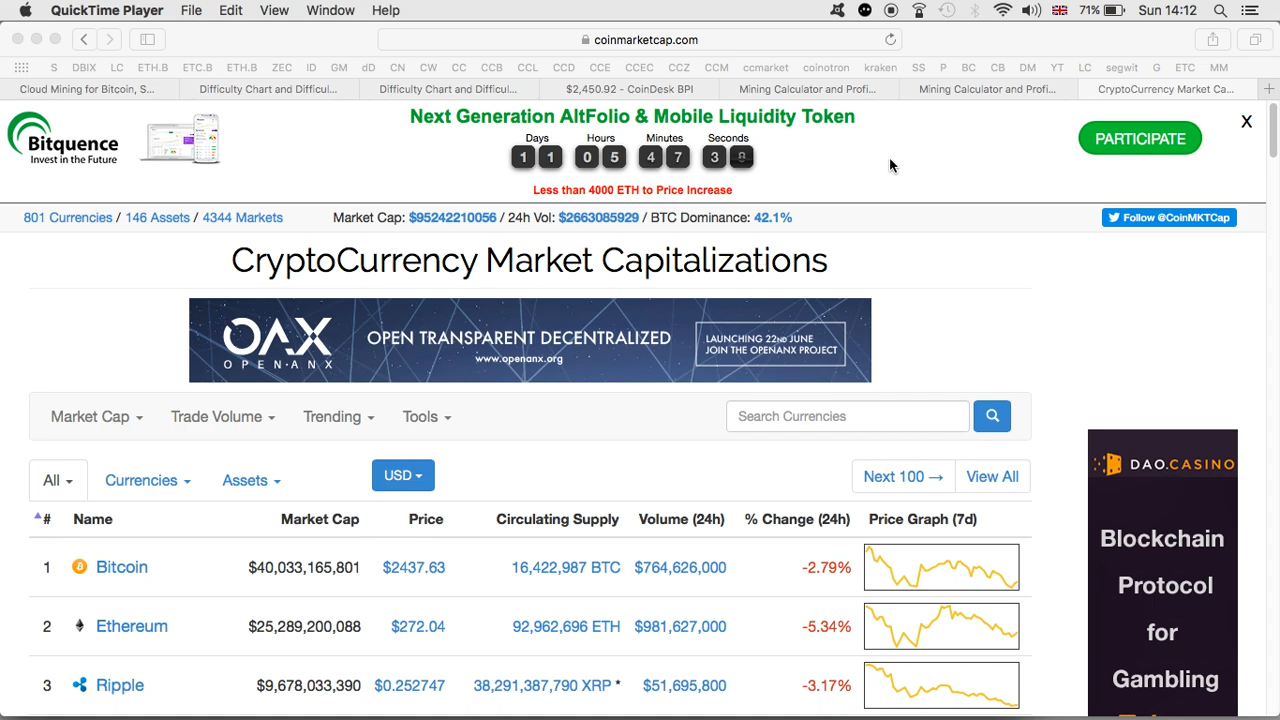 QuickTime Player File Edit View Window Help 71% Sun 14:12
coinmarketcap.com
S DBIX LC ETH.B ETC.B ETH.B ZEC ID GM dD CN CW CC CCB CCL CCD CCE CCEC CCZ CCM ccmarket coinotron kraken SS P BC CB DM YT LC segwit G ETC MM
Cloud Mining for Bitcoin, S... Difficulty Chart and Difficul... Difficulty Chart and Difficul... $2,450.92 - CoinDesk BPI Mining Calculator and Profi... Mining Calculator and Profi... CryptoCurrency Market Ca...
Bitquence
Invest in the Future
Next Generation AltFolio & Mobile Liquidity Token
Days Hours Minutes Seconds
11 05 47 3
Less than 4000 ETH to Price Increase
PARTICIPATE
X
801 Currencies / 146 Assets / 4344 Markets Market Cap: $95242210056 / 24h Vol: $2663085929 / BTC Dominance: 42.1% Follow @CoinMKTCap
CryptoCurrency Market Capitalizations
OAX
OPENANX
OPEN TRANSPARENT DECENTRALIZED
www.openanx.org
LAUNCHING 22ND JUNE
JOIN THE OPENANX PROJECT
Market Cap Trade Volume Trending Tools Search Currencies
All Currencies Assets USD Next 100 → View All
# Name Market Cap Price Circulating Supply Volume (24h) % Change (24h) Price Graph (7d)
1 Bitcoin $40,033,165,801 $2437.63 16,422,987 BTC $764,626,000 -2.79%
2 Ethereum $25,289,200,088 $272.04 92,962,696 ETH $981,627,000 -5.34%
3 Ripple $9,678,033,390 $0.252747 38,291,387,790 XRP * $51,695,800 -3.17%
DAO.CASINO
Blockchain
Protocol
for
Gambling